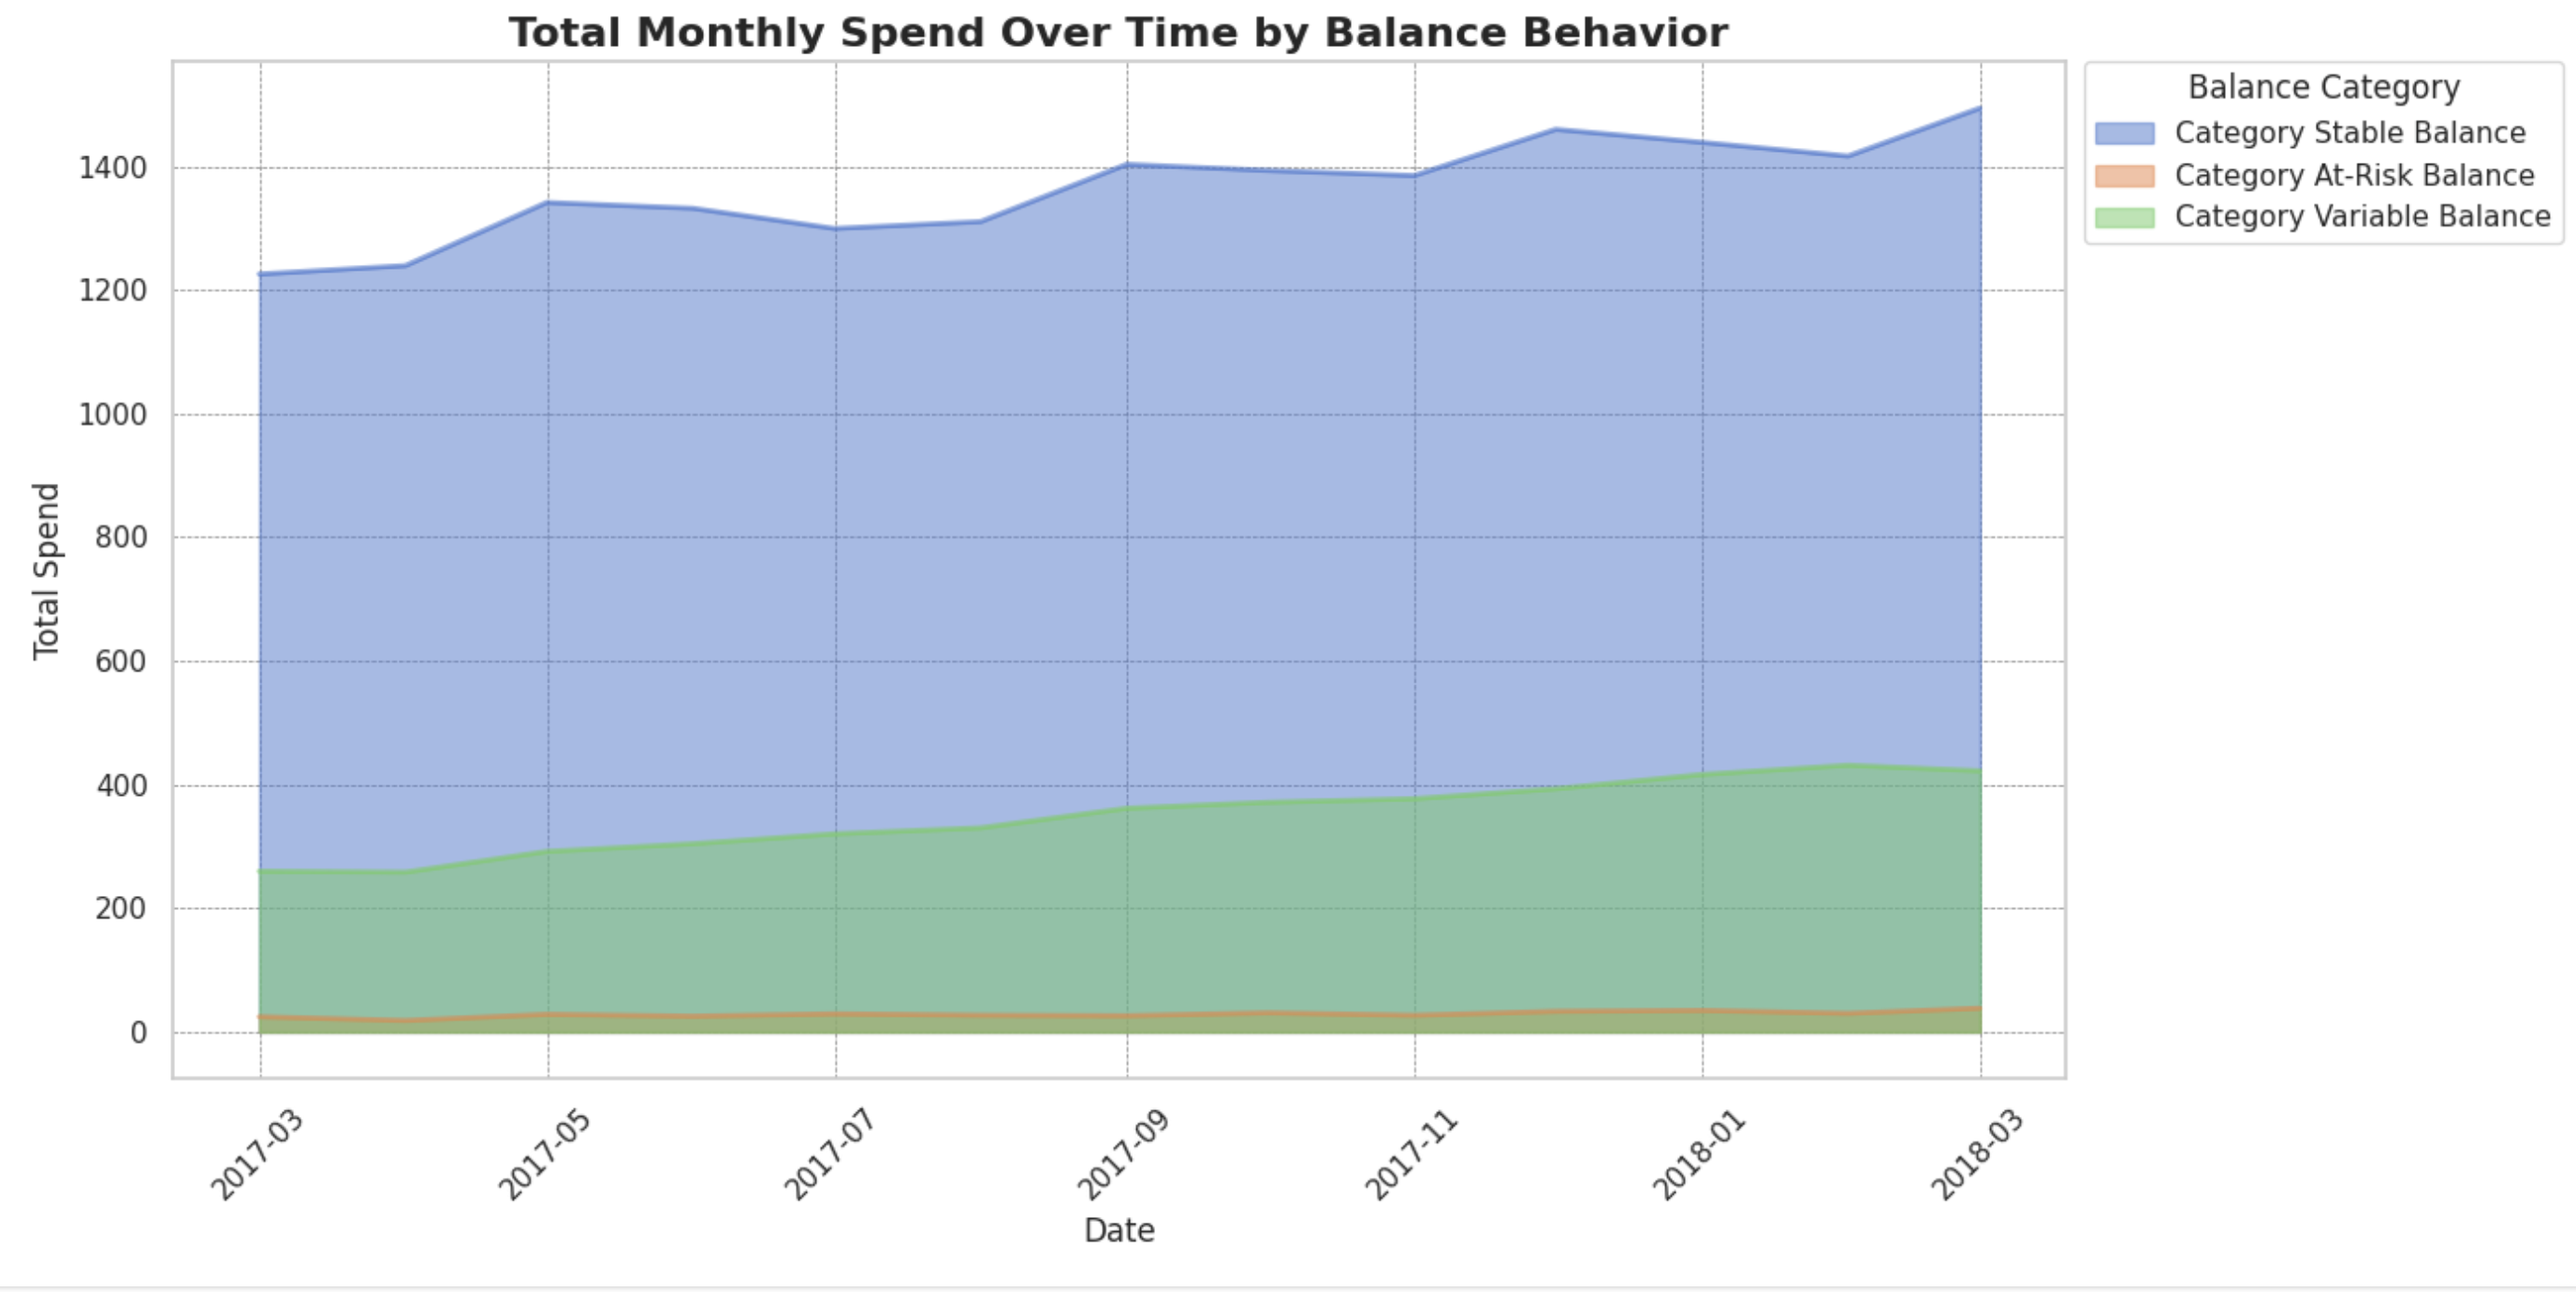 Total Monthly Spend Over Time by Balance Behavior
Balance Category
Category Stable Balance
Category At-Risk Balance
Category Variable Balance
Total Spend
1400
1200
1000
800
600
400
200
0
2017-03
2017-05
2017-07
2017-09
2017-11
2018-01
2018-03
Date